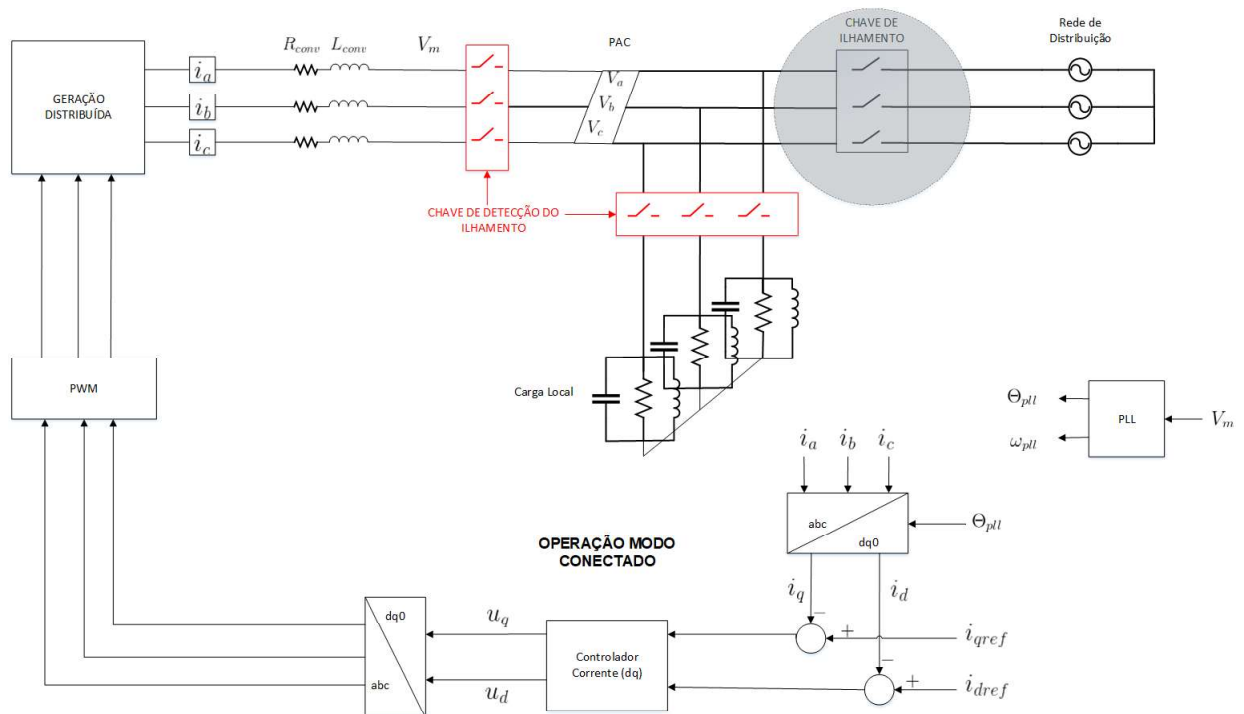 CHAVE DE
ILHAMENTO
Rede de
Distribuição
R_conv L_conv
V_m
PAC
GERAÇÃO
DISTRIBUÍDA
i_a
i_b
i_c
V_a
V_b
V_c
CHAVE DE DETECÇÃO DO
ILHAMENTO
PWM
Carga Local
Θ_pll
ω_pll
PLL
V_m
i_a i_b i_c
abc
dq0
Θ_pll
OPERAÇÃO MODO
CONECTADO
i_q
i_d
dq0
abc
u_q
u_d
Controlador
Corrente (dq)
−
+
i_qref
−
+
i_dref